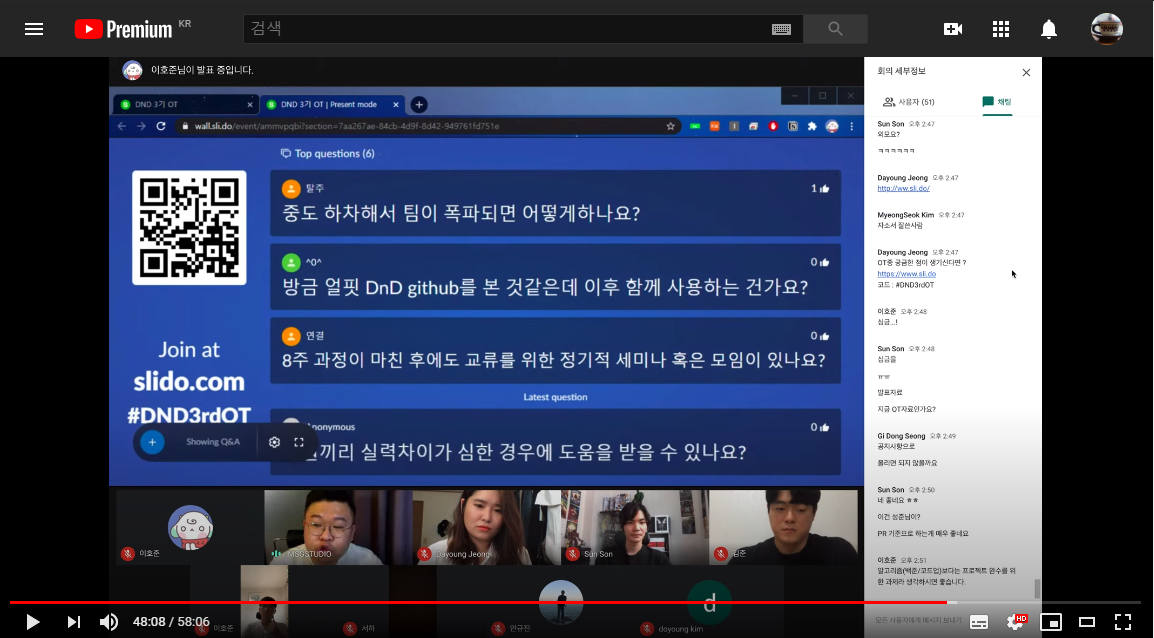 Premium KR
검색
이호준님이 발표 중입니다.
DND 3기 OT
DND 3기 OT | Present mode
wall.sli.do/event/ammvpqbi?section=7aa267ae-84cb-4d9f-8d42-949761fd751e
Top questions (6)
탈주
1
중도 하차해서 팀이 폭파되면 어떻게하나요?
^0^
0
방금 얼핏 DnD github를 본 것같은데 이후 함께 사용하는 건가요?
연결
0
8주 과정이 마친 후에도 교류를 위한 정기적 세미나 혹은 모임이 있나요?
Latest question
Anonymous
0
끼리 실력차이가 심한 경우에 도움을 받을 수 있나요?
Join at
slido.com
#DND3rdOT
Showing Q&A
이호준
MSGSTUDIO
Dayoung Jeong
Sun Son
이호준
서하
안규진
d
doyoung kim
회의 세부정보
사용자 (51)
채팅
Sun Son 오후 2:47
외모요?
ㅋㅋㅋㅋㅋㅋ
Dayoung Jeong 오후 2:47
http://ww.sli.do/
MyeongSeok Kim 오후 2:47
자소서 잘쓴사람
Dayoung Jeong 오후 2:47
OT중 궁금한 점이 생기신다면 ?
https://www.sli.do
코드 : #DND3rdOT
이호준 오후 2:48
심금...!
Sun Son 오후 2:48
심금을
ㅠㅠ
발표자료
지금 OT자료인가요?
Gi Dong Seong 오후 2:49
공지사항으로
올리면 되지 않을까요
Sun Son 오후 2:50
네 좋네요 ㅎㅎ
이건 성준님이?
PR 기준으로 하는게 매우 좋네요
이호준 오후 2:51
알고리즘(백준/코드업)보다는 프로젝트 완수를 위
한 과제라 생각하시면 좋습니다.
모든 사용자에게 메시지 보내기
48:08 / 58:06
HD